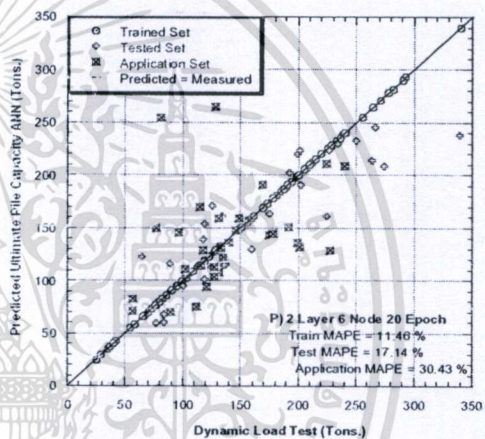 350
300
250
200
150
100
50
0
Predicted Ultimate Pile Capacity ANN (Tons.)
Trained Set
Tested Set
Application Set
Predicted = Measured
P) 2 Layer 6 Node 20 Epoch
Train MAPE = 11.46 %
Test MAPE = 17.14 %
Application MAPE = 30.43 %
0 50 100 150 200 250 300 350
Dynamic Load Test (Tons.)